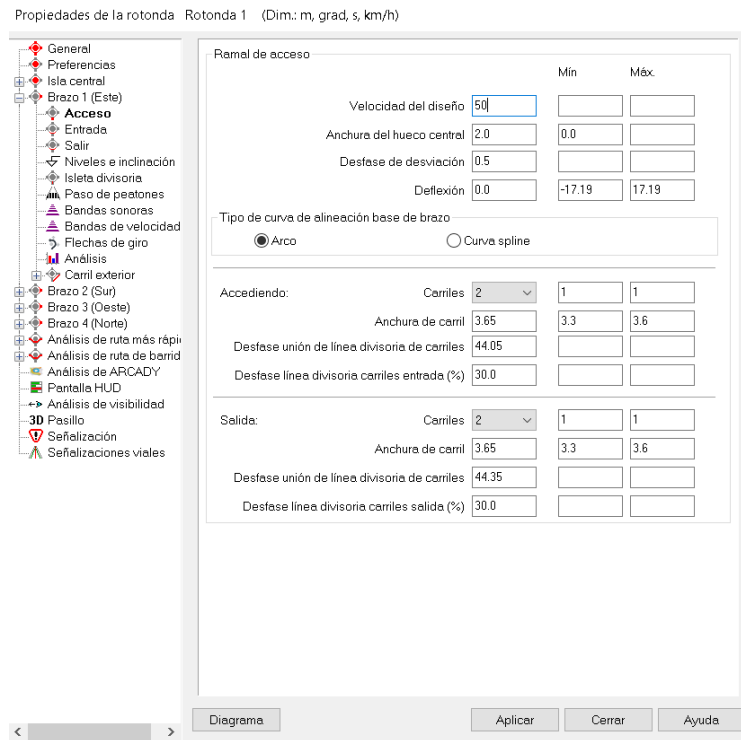 Propiedades de la rotonda Rotonda 1 (Dim.: m, grad, s, km/h)
General
Preferencias
Isla central
Brazo 1 (Este)
Acceso
Entrada
Salir
Niveles e inclinación
Isleta divisoria
Paso de peatones
Bandas sonoras
Bandas de velocidad
Flechas de giro
Análisis
Carril exterior
Brazo 2 (Sur)
Brazo 3 (Oeste)
Brazo 4 (Norte)
Análisis de ruta más rápi
Análisis de ruta de barrid
Análisis de ARCADY
Pantalla HUD
Análisis de visibilidad
3D Pasillo
Señalización
Señalizaciones viales
Ramal de acceso
Mín Máx.
Velocidad del diseño 50
Anchura del hueco central 2.0 0.0
Desfase de desviación 0.5
Deflexión 0.0 -17.19 17.19
Tipo de curva de alineación base de brazo
Arco Curva spline
Accediendo: Carriles 2 1 1
Anchura de carril 3.65 3.3 3.6
Desfase unión de línea divisoria de carriles 44.05
Desfase línea divisoria carriles entrada (%) 30.0
Salida: Carriles 2 1 1
Anchura de carril 3.65 3.3 3.6
Desfase unión de línea divisoria de carriles 44.35
Desfase línea divisoria carriles salida (%) 30.0
Diagrama Aplicar Cerrar Ayuda